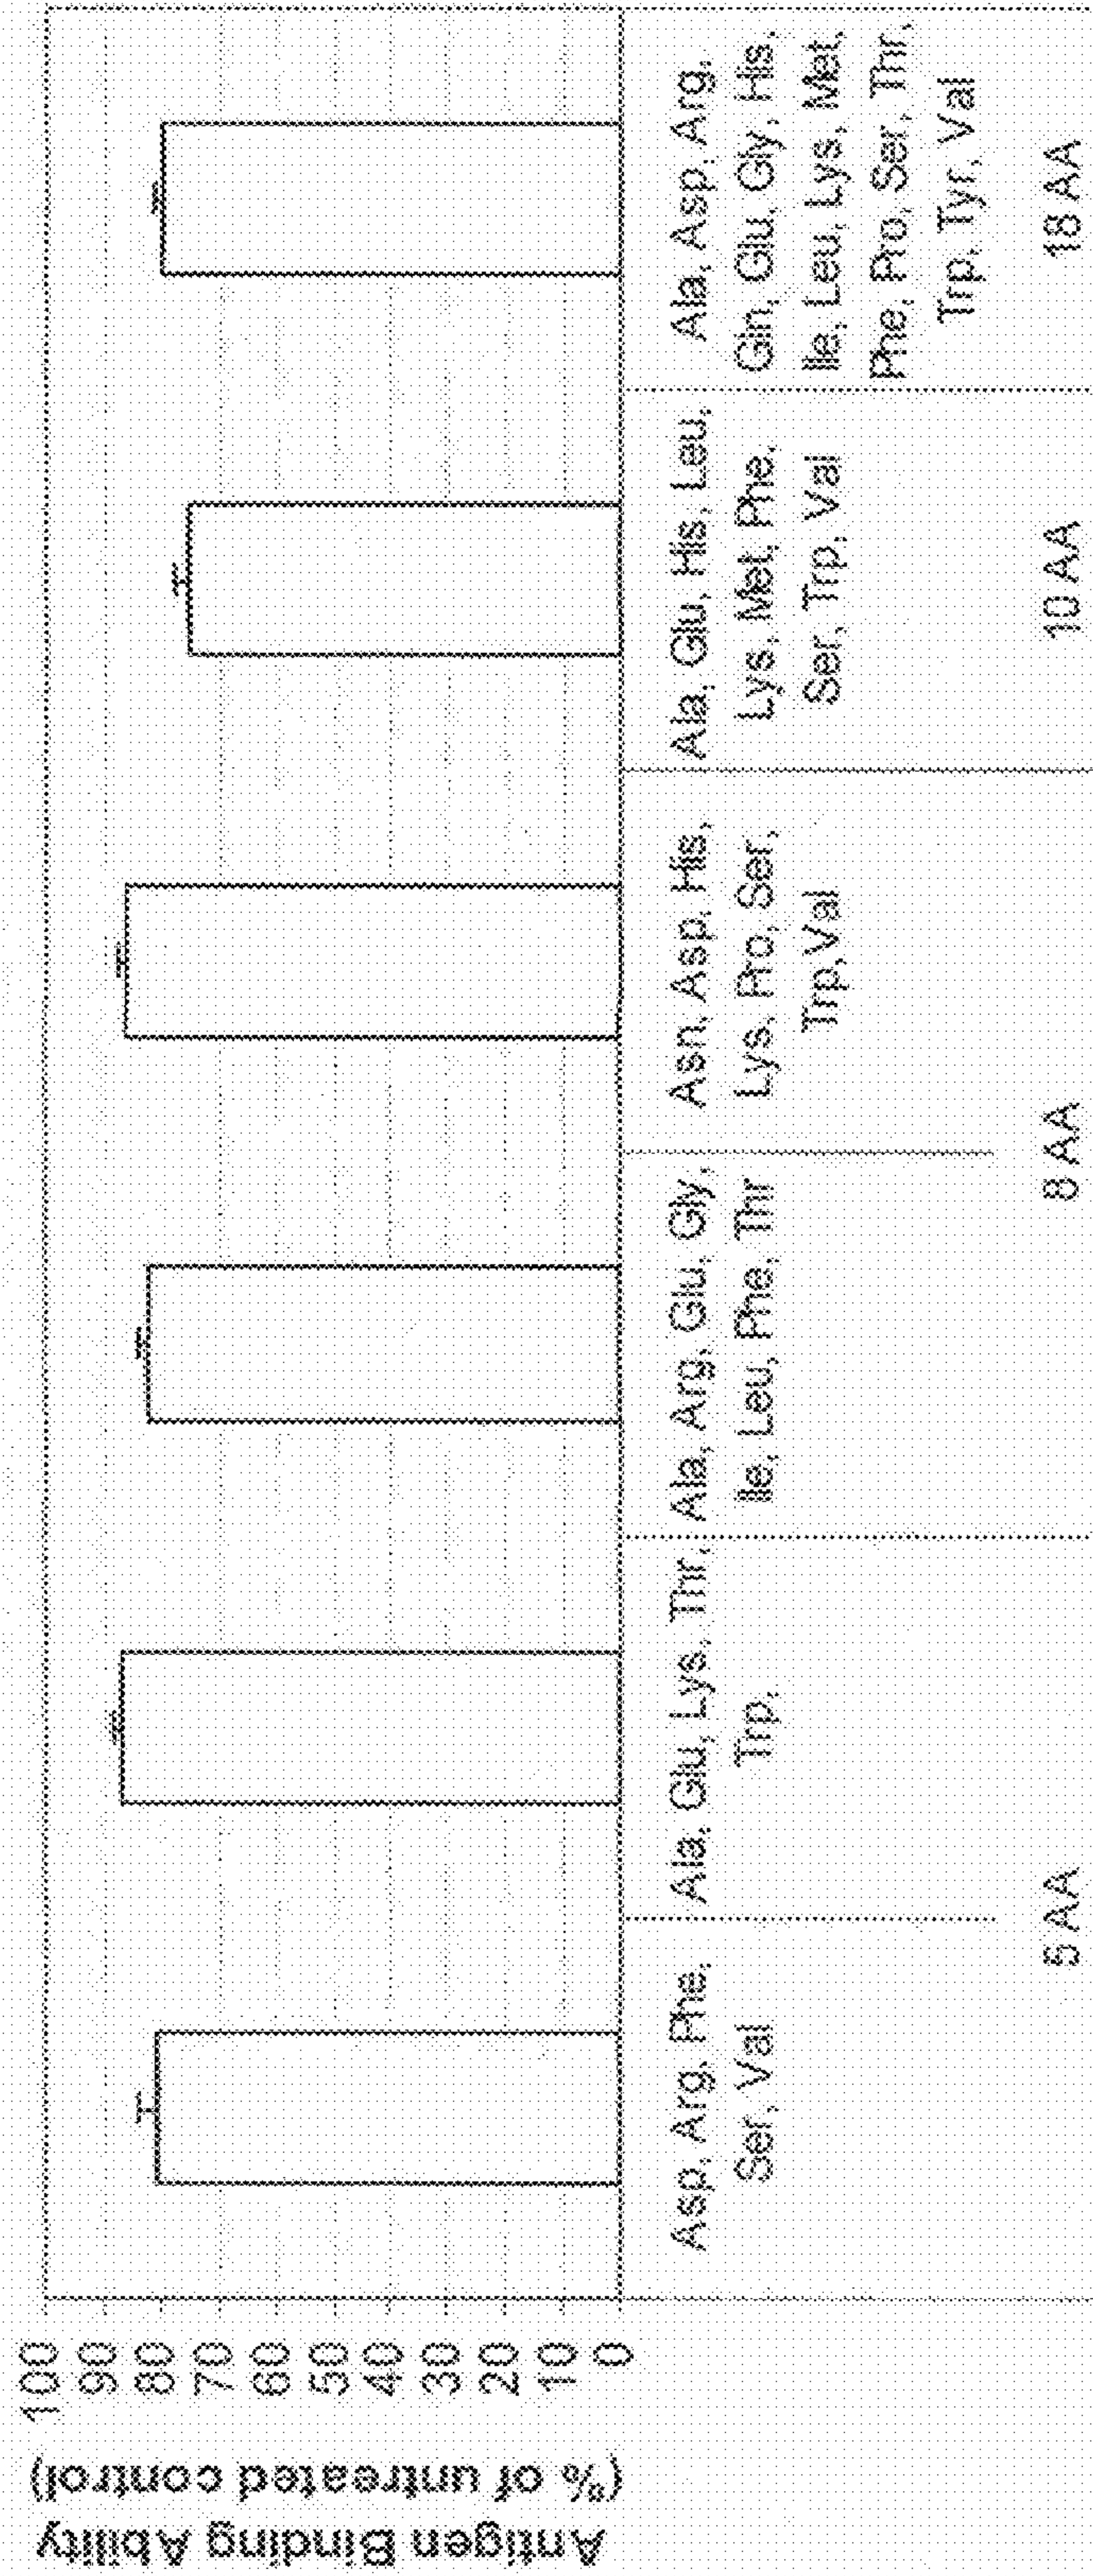 Antigen Binding Ability
(% of untreated control)
100
90
80
70
60
50
40
30
20
10
0
Asp, Arg, Phe,
Ser, Val
Ala, Glu, Lys, Thr,
Trp,
Ala, Arg, Glu, Gly,
Ile, Leu, Phe, Thr
Asn, Asp, His,
Lys, Pro, Ser,
Trp,Val
Ala, Glu, His, Leu,
Lys, Met, Phe,
Ser, Trp, Val
Ala, Asp, Arg,
Gln, Glu, Gly, His,
Ile, Leu, Lys, Met,
Phe, Pro, Ser, Thr,
Trp, Tyr, Val
5 AA
8 AA
10 AA
18 AA